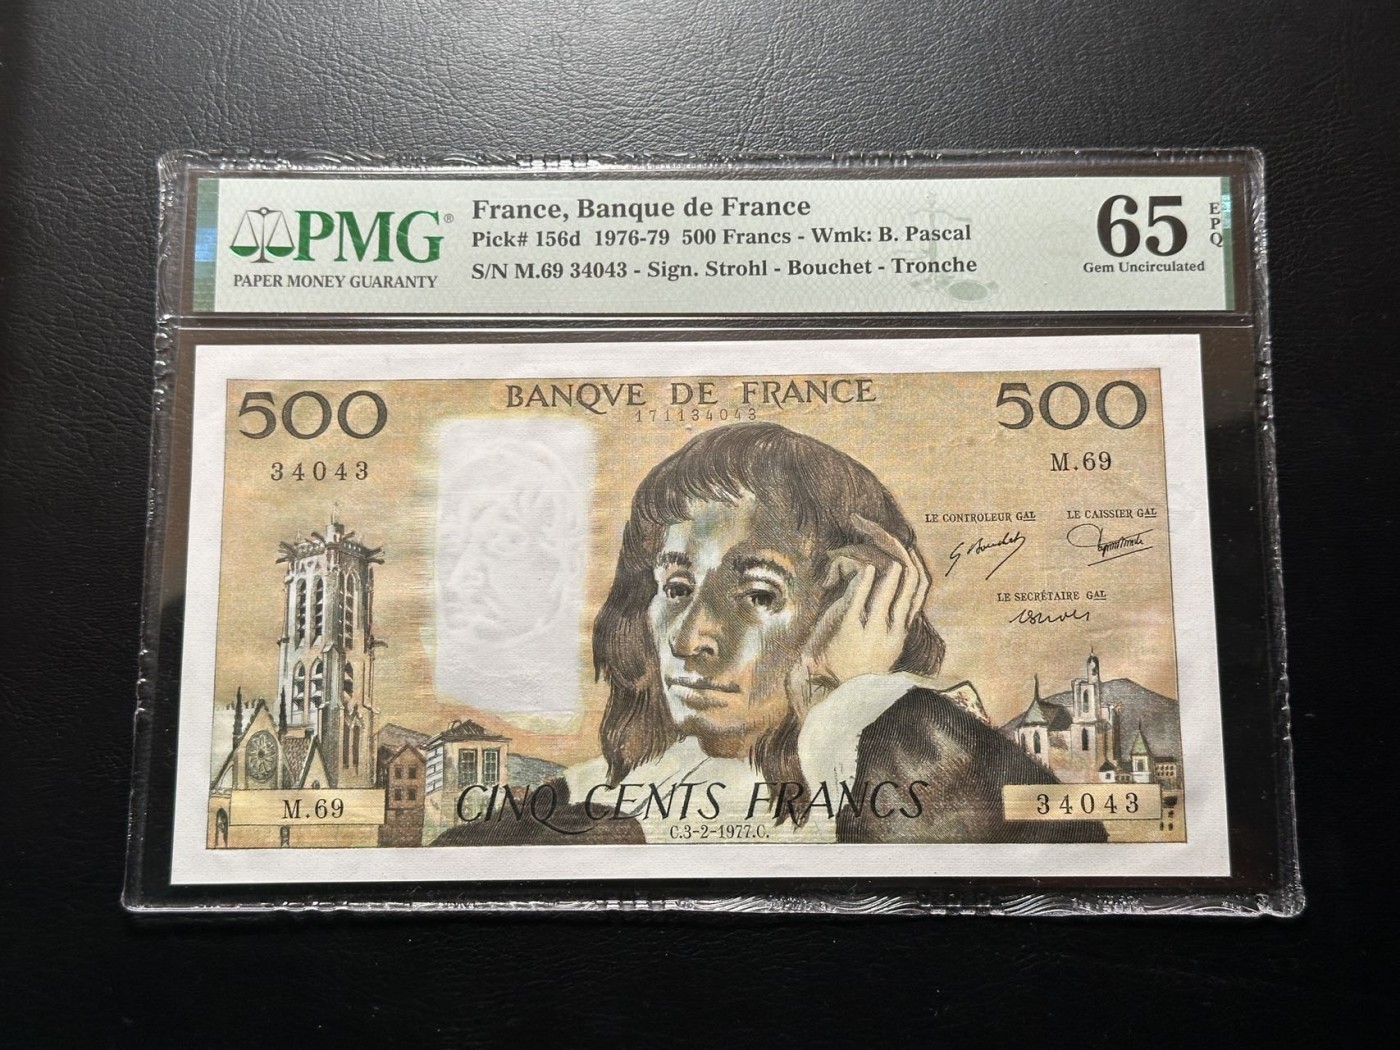 PMG®
PAPER MONEY GUARANTY
France, Banque de France
Pick# 156d 1976-79 500 Francs - Wmk: B. Pascal
S/N M.69 34043 - Sign. Strohl - Bouchet - Tronche
65
EPQ
Gem Uncirculated
500
BANQVE DE FRANCE
500
171134043
34043
M.69
LE CONTROLEUR GAL
LE CAISSIER GAL
G Bouchet
LE SECRÉTAIRE GAL
M.69
CINQ CENTS FRANCS
34043
C.3-2-1977.C.